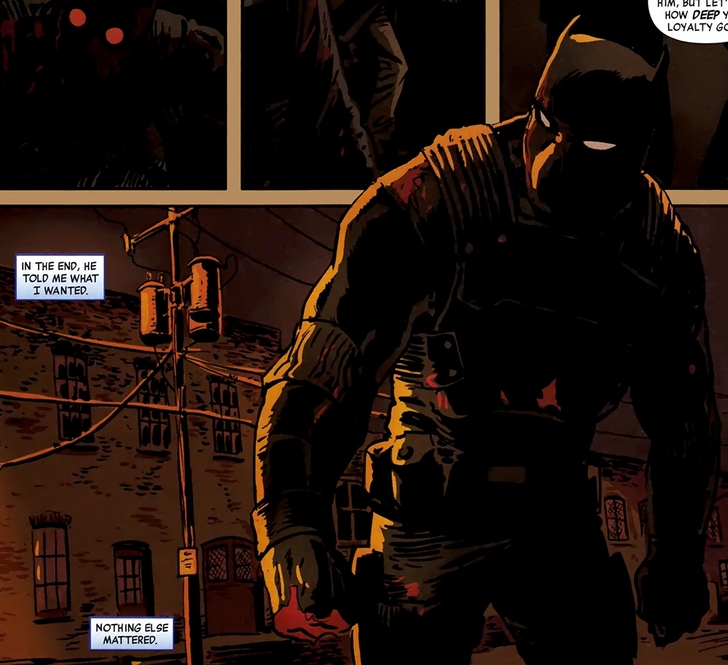 HIM, BUT LET'
HOW DEEP Y
LOYALTY GO
IN THE END, HE
TOLD ME WHAT
I WANTED.
NOTHING ELSE
MATTERED.